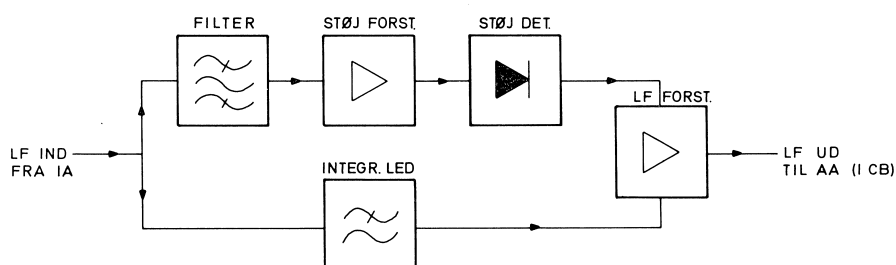 FILTER
STØJ FORST.
STØJ DET.
LF FORST.
LF IND
FRA IA
INTEGR. LED
LF UD
TIL AA (I CB)